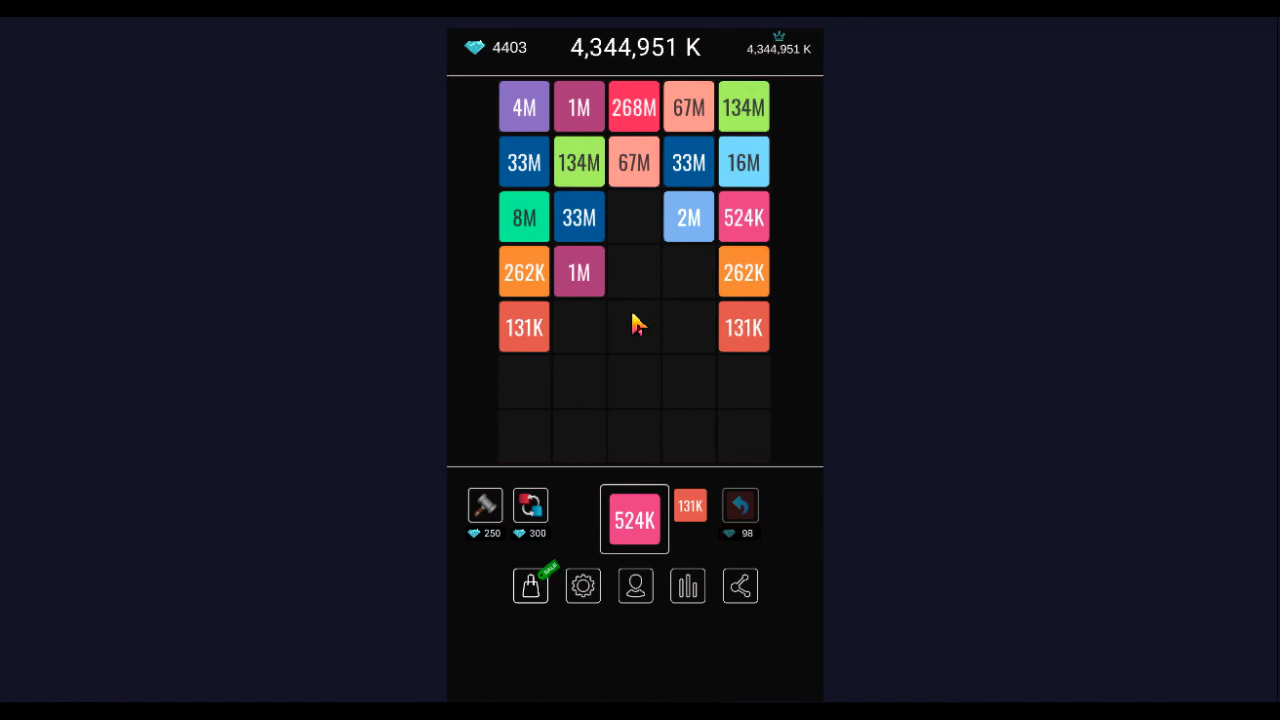 4403 4,344,951 K 4,344,951 K
4M 1M 268M 67M 134M
33M 134M 67M 33M 16M
8M 33M 2M 524K
262K 1M 262K
131K 131K
524K 131K
250 300 98
SALE